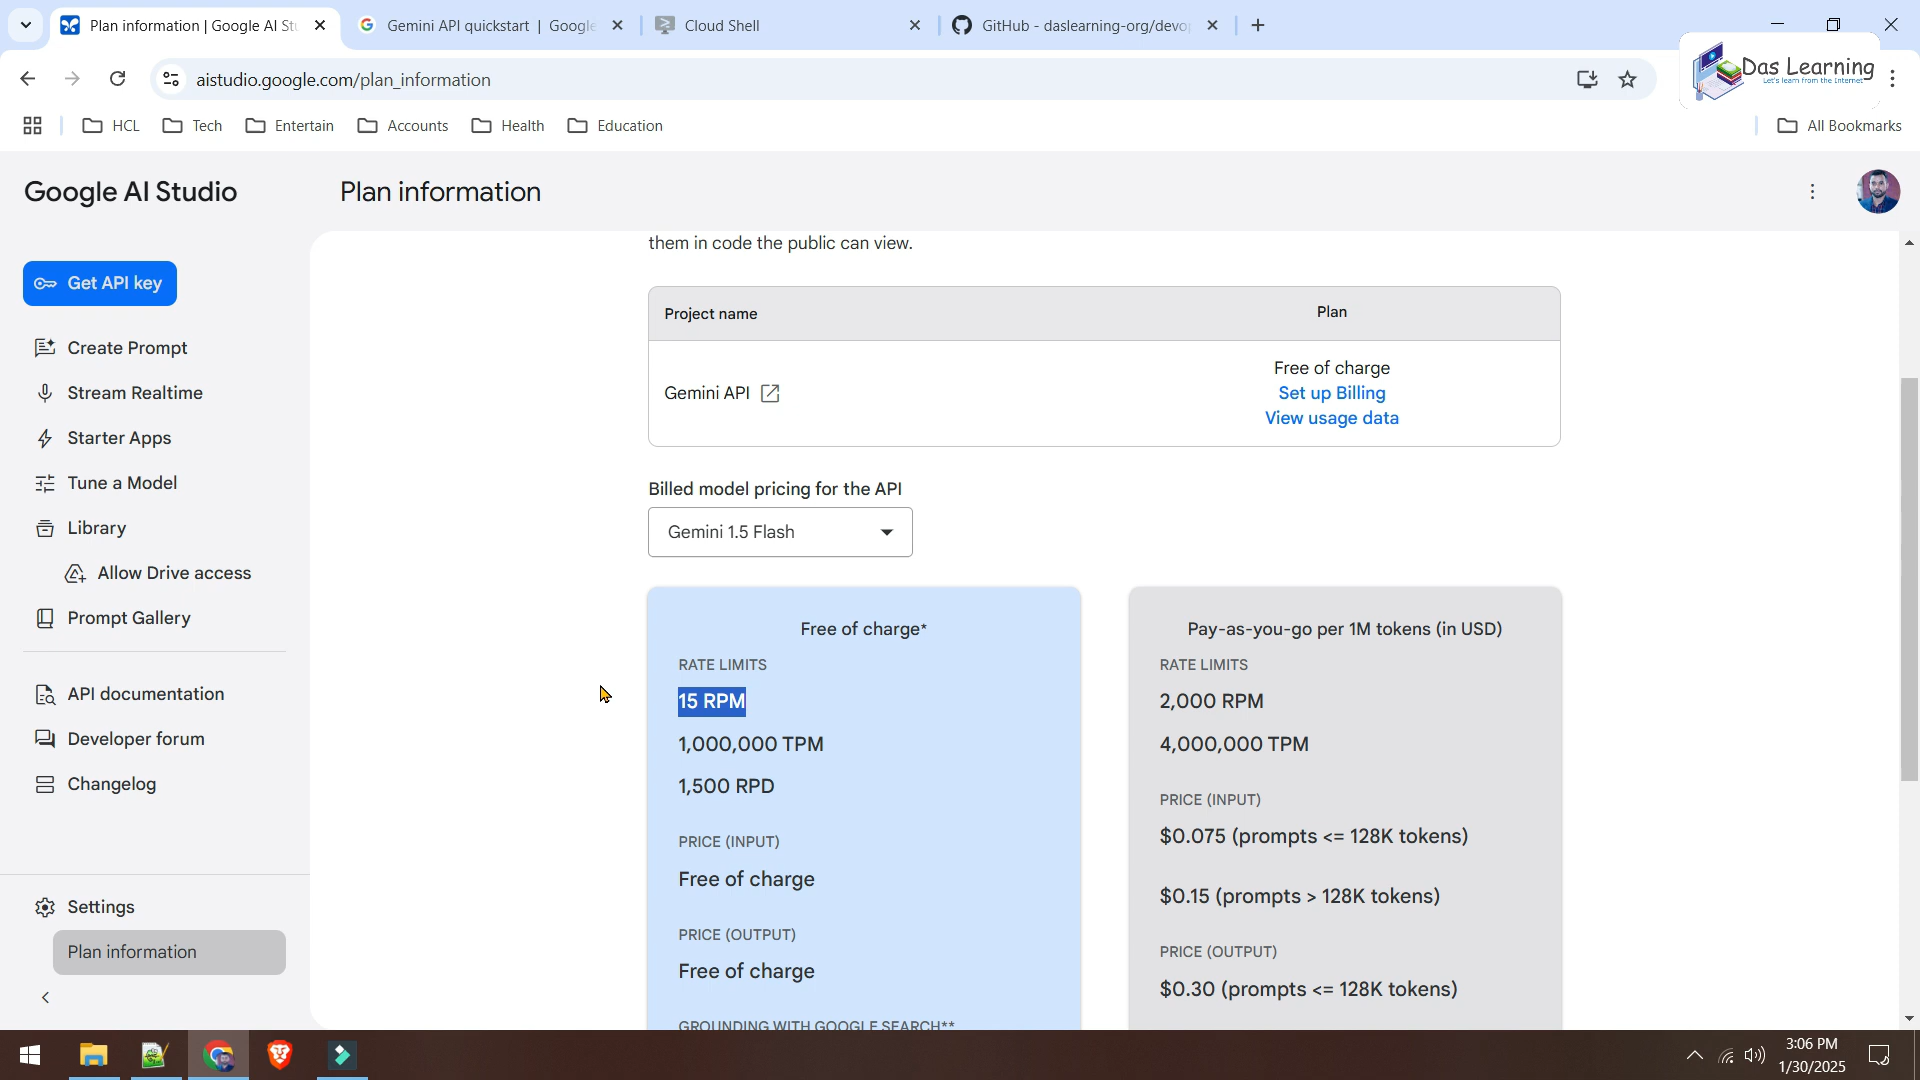 Plan information | Google AI Stu
Gemini API quickstart | Google
Cloud Shell
GitHub - daslearning-org/devop
aistudio.google.com/plan_information
Das Learning
Let's learn from the Internet
HCL
Tech
Entertain
Accounts
Health
Education
All Bookmarks
Google AI Studio
Plan information
Get API key
Create Prompt
Stream Realtime
Starter Apps
Tune a Model
Library
Allow Drive access
Prompt Gallery
API documentation
Developer forum
Changelog
Settings
Plan information
them in code the public can view.
Project name
Plan
Gemini API
Free of charge
Set up Billing
View usage data
Billed model pricing for the API
Gemini 1.5 Flash
Free of charge*
RATE LIMITS
15 RPM
1,000,000 TPM
1,500 RPD
PRICE (INPUT)
Free of charge
PRICE (OUTPUT)
Free of charge
GROUNDING WITH GOOGLE SEARCH**
Pay-as-you-go per 1M tokens (in USD)
RATE LIMITS
2,000 RPM
4,000,000 TPM
PRICE (INPUT)
$0.075 (prompts <= 128K tokens)
$0.15 (prompts > 128K tokens)
PRICE (OUTPUT)
$0.30 (prompts <= 128K tokens)
3:06 PM
1/30/2025